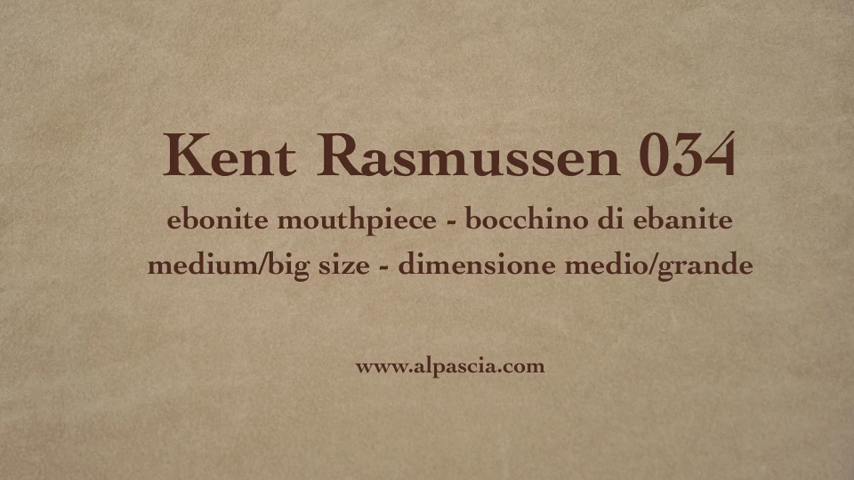 Kent Rasmussen 034
ebonite mouthpiece - bocchino di ebanite
medium/big size - dimensione medio/grande
www.alpascia.com